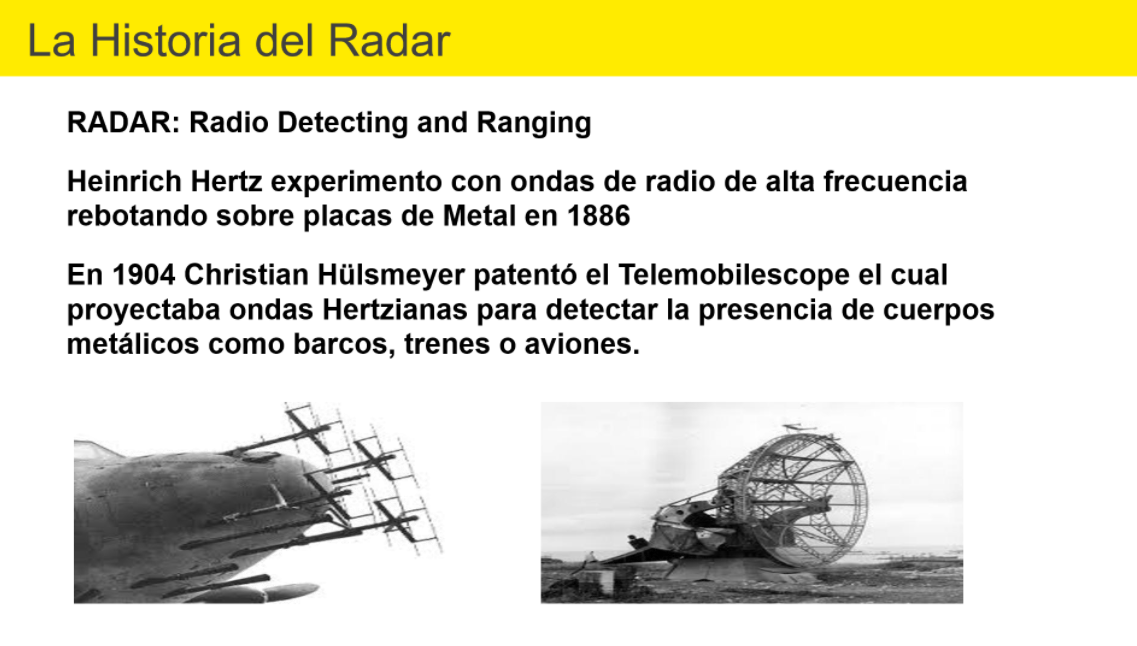 La Historia del Radar
RADAR: Radio Detecting and Ranging
Heinrich Hertz experimento con ondas de radio de alta frecuencia
rebotando sobre placas de Metal en 1886
En 1904 Christian Hülsmeyer patentó el Telemobilescope el cual
proyectaba ondas Hertzianas para detectar la presencia de cuerpos
metálicos como barcos, trenes o aviones.